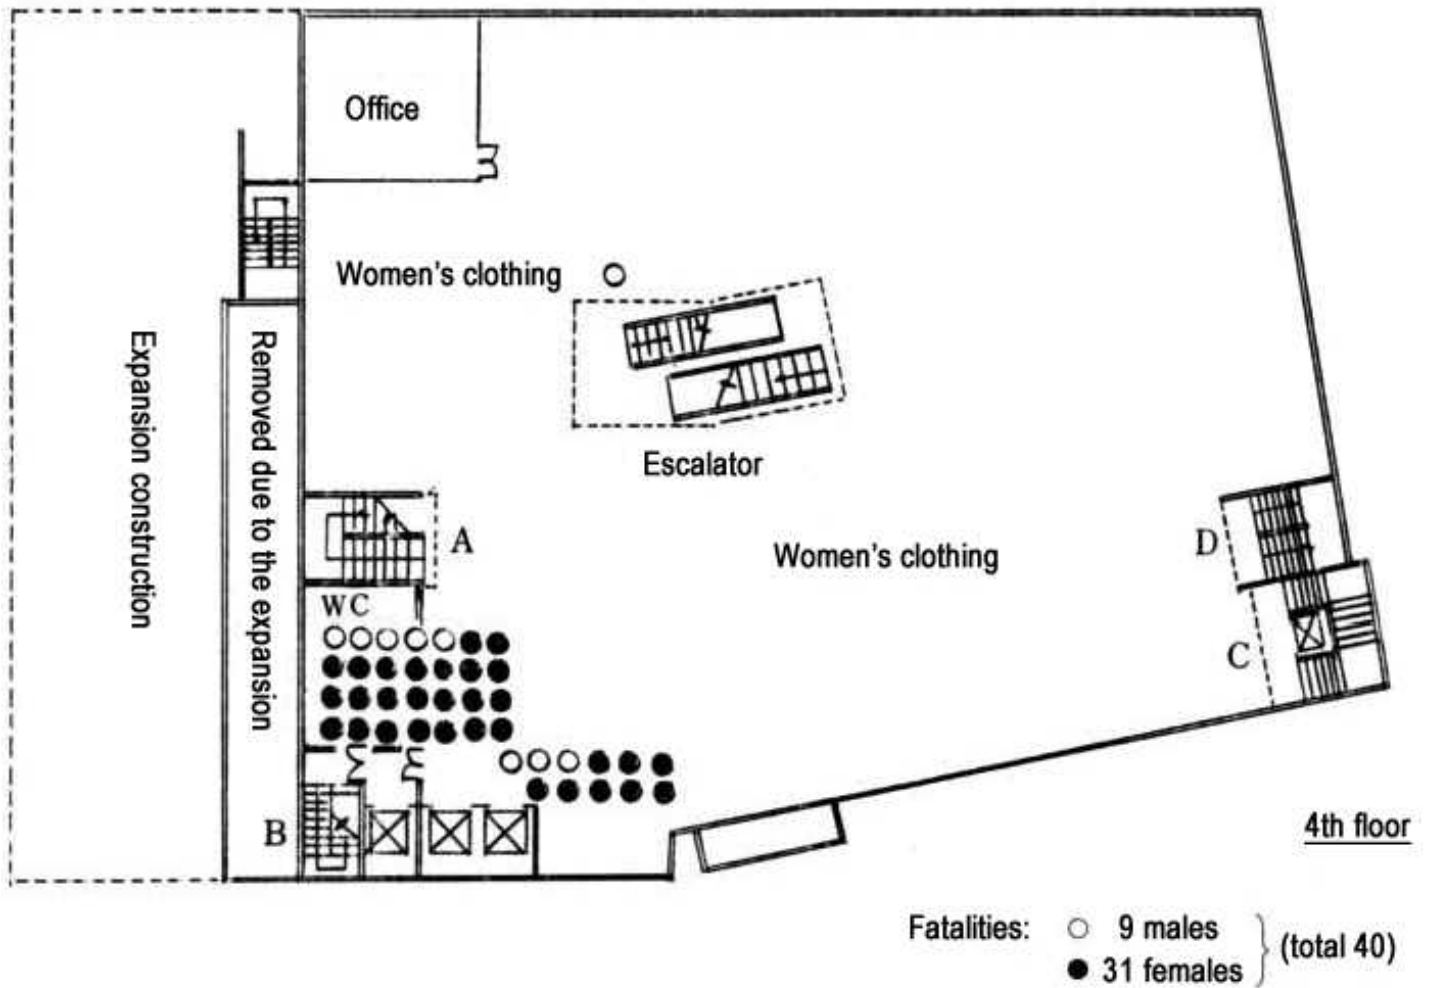 Office
Women's clothing
Expansion construction
Removed due to the expansion
Escalator
A
Women's clothing
D
WC
C
B
4th floor
Fatalities: 9 males
31 females
(total 40)